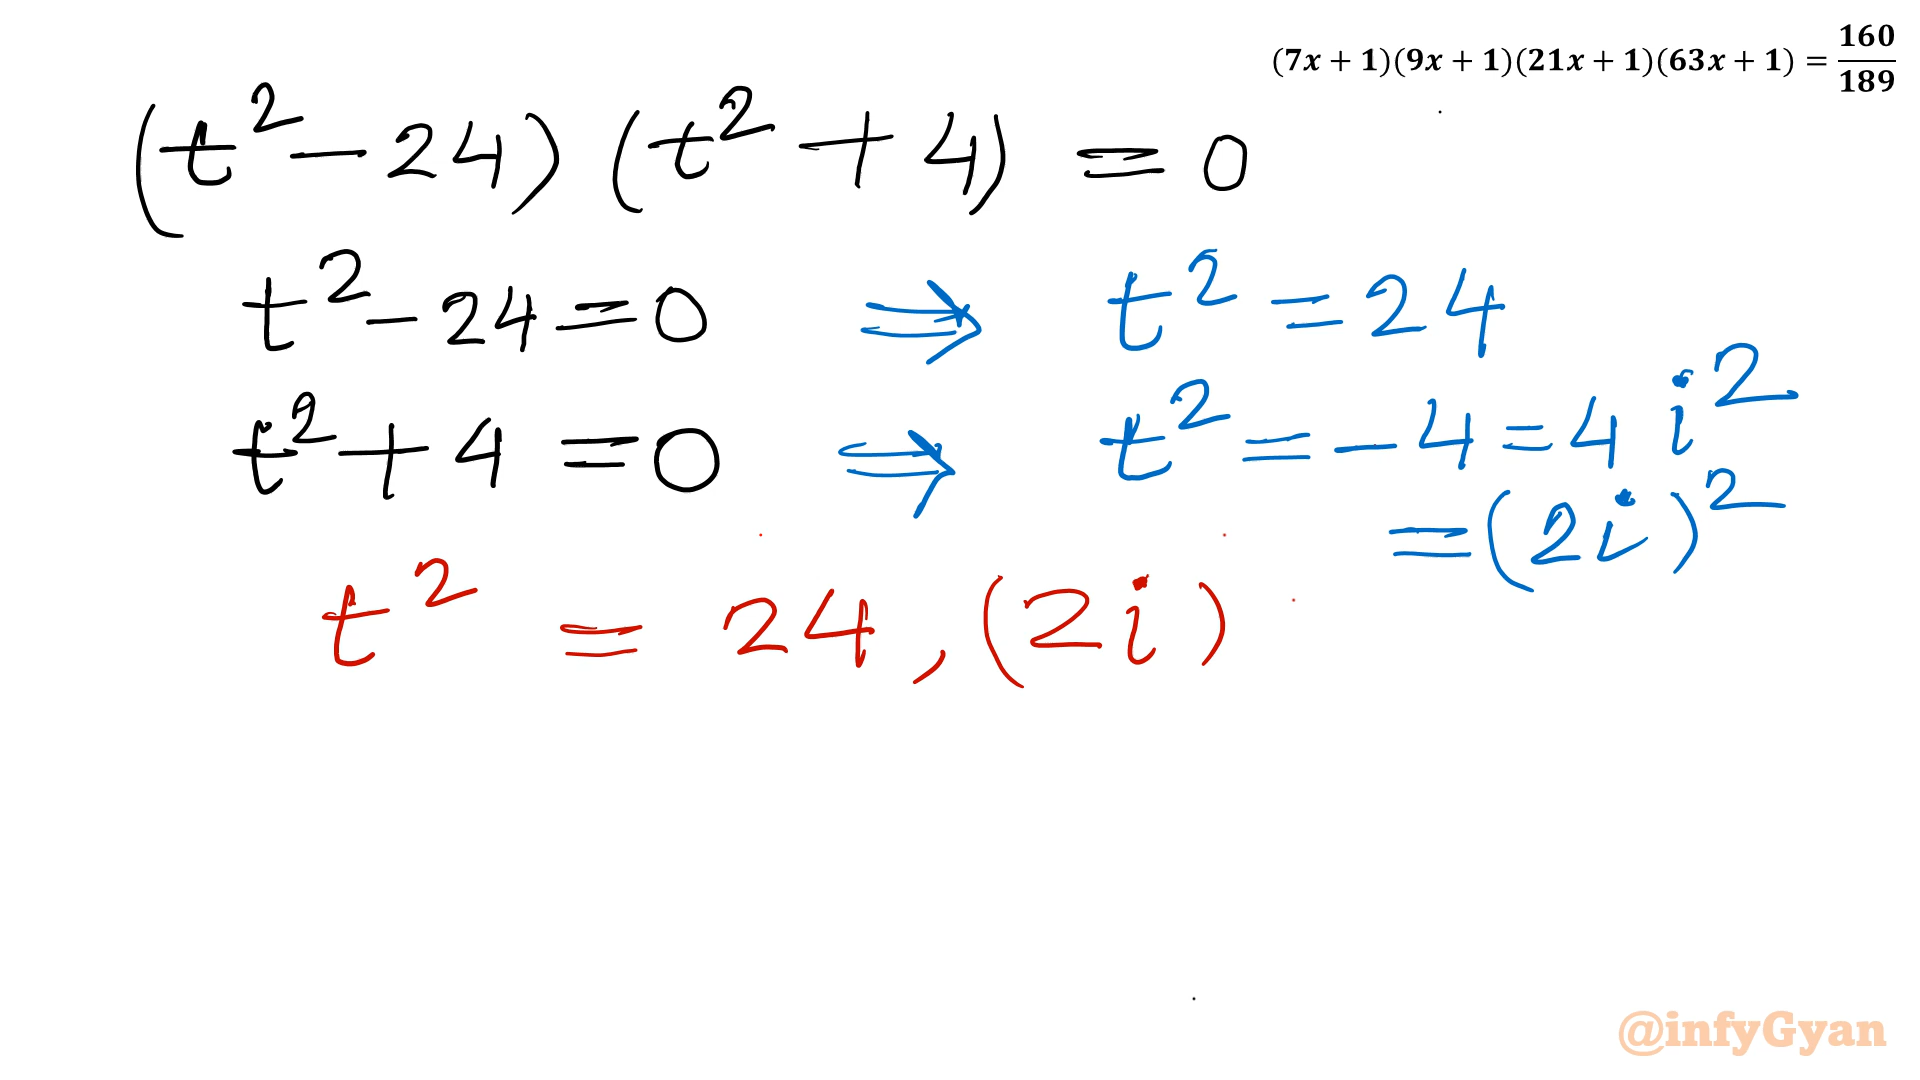 (7x + 1)(9x + 1)(21x + 1)(63x + 1) = 160/189
(t² − 24) (t² + 4) = 0
t² − 24 = 0 ⇒ t² = 24
t² + 4 = 0 ⇒ t² = − 4 = 4 i²
= (2i)²
t² = 24, (2i)
@infyGyan